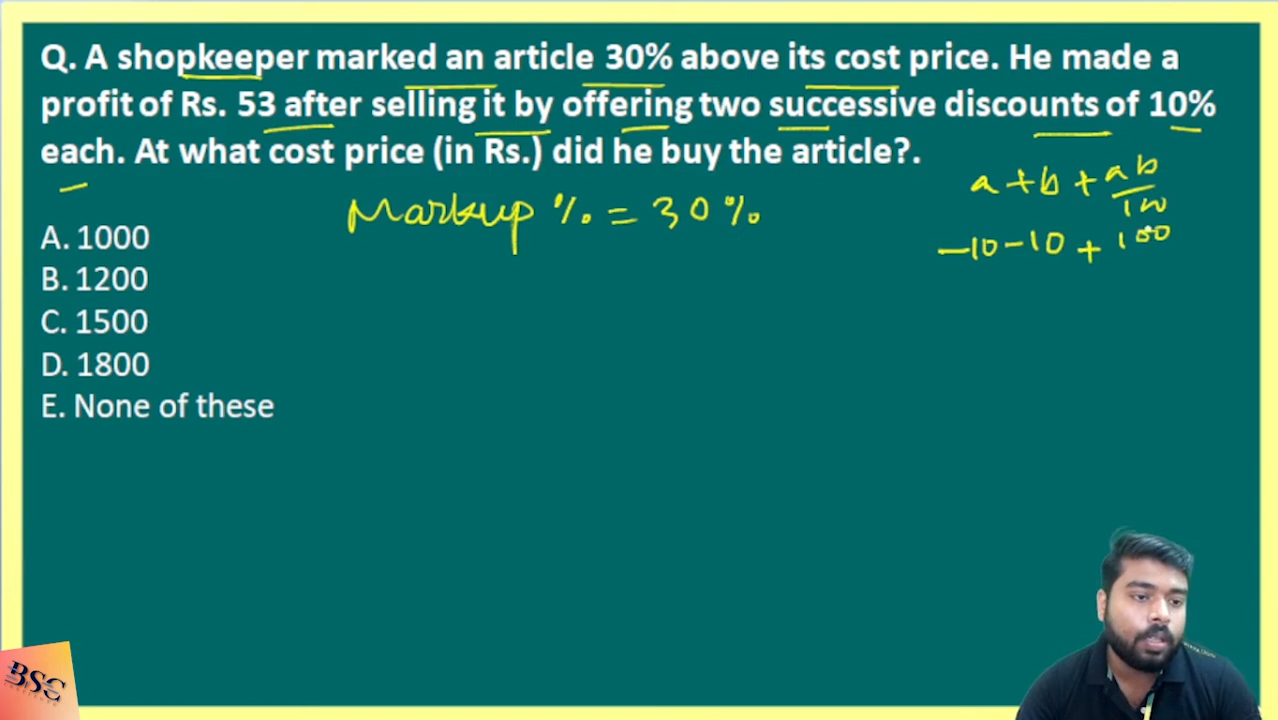 Q. A shopkeeper marked an article 30% above its cost price. He made a
profit of Rs. 53 after selling it by offering two successive discounts of 10%
each. At what cost price (in Rs.) did he buy the article?.
a + b + ab/100
Markup % = 30%
-10 -10 + 100
A. 1000
B. 1200
C. 1500
D. 1800
E. None of these
BSC